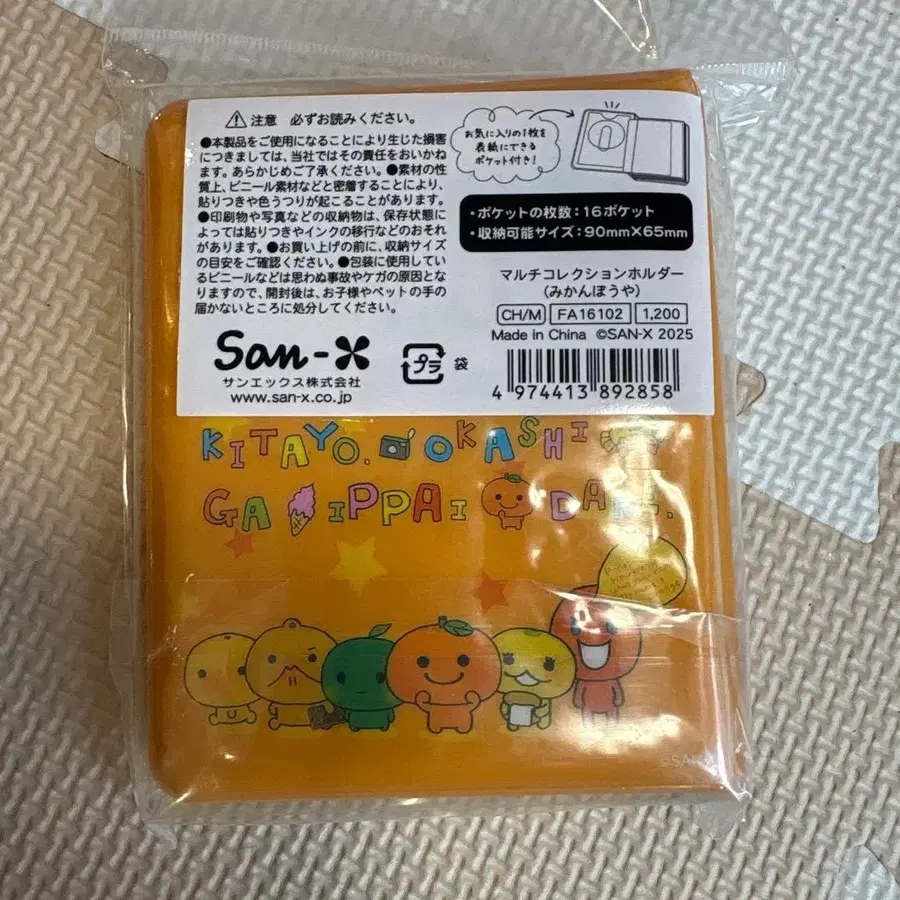 ⚠注意 必ずお読みください。
●本製品をご使用になることにより生じた損害
につきましては、当社ではその責任をおいかね
ます。あらかじめご了承ください。●素材の性
質上、ビニール素材などと密着することにより、
貼りつきや色うつりが起こることがあります。
●印刷物や写真などの収納物は、保存状態に
よっては貼りつきやインクの移行などのおそれ
があります。●お買い上げの前に、収納サイズ
の目安をご確認ください。●包装に使用して
いるビニールなどは思わぬ事故やケガの原因とな
りますので、開封後は、お子様やペットの手の
届かないところに処分してください。
San-X
サンエックス株式会社
www.san-x.co.jp
プラ 袋
お気に入りの1枚を
表紙にできる
ポケット付き!
・ポケットの枚数:16ポケット
・収納可能サイズ:90mm×65mm
マルチコレクションホルダー
(みかんぼうや)
CH/M FA16102 1,200
Made in China ©SAN-X 2025
4 974413 892858
KITAYO. OKASHI
GA IPPAI